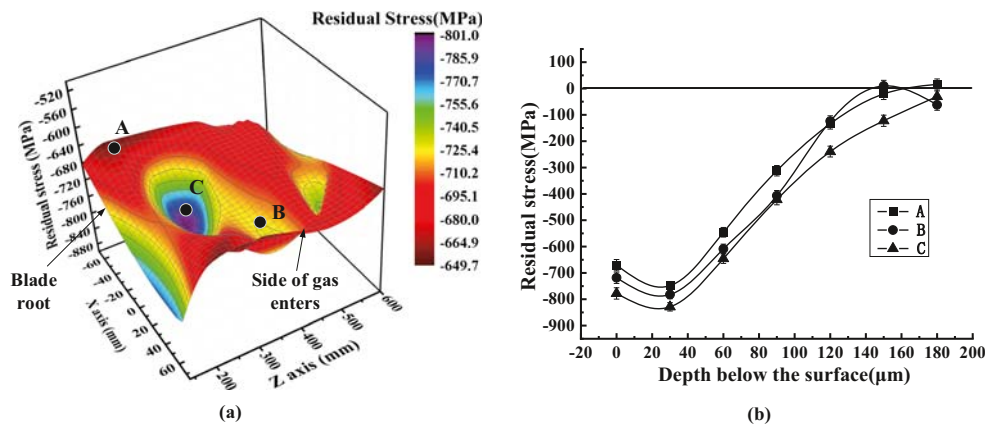 Residual Stress(MPa)
-801.0
-785.9
-770.7
-755.6
-740.5
-725.4
-710.2
-695.1
-680.0
-664.9
-649.7
-520
-560
-600
-640
-680
-720
-760
-800
-840
-880
Residual stress (MPa)
A
C
B
Blade
root
Side of gas
enters
-80
-60
-40
-20
0
20
40
60
X axis (mm)
200
300
400
500
600
Z axis (mm)
(a)
100
0
-100
-200
-300
-400
-500
-600
-700
-800
-900
Residual stress(MPa)
A
B
C
-20 0 20 40 60 80 100 120 140 160 180 200
Depth below the surface(μm)
(b)